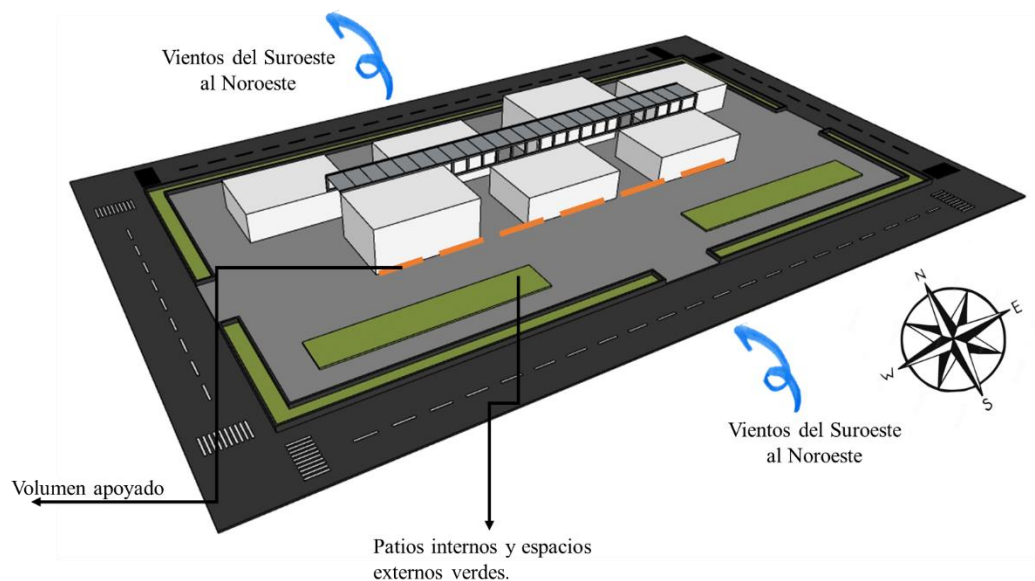 Vientos del Suroeste
al Noroeste
N
E
W
S
Vientos del Suroeste
al Noroeste
Volumen apoyado
Patios internos y espacios
externos verdes.